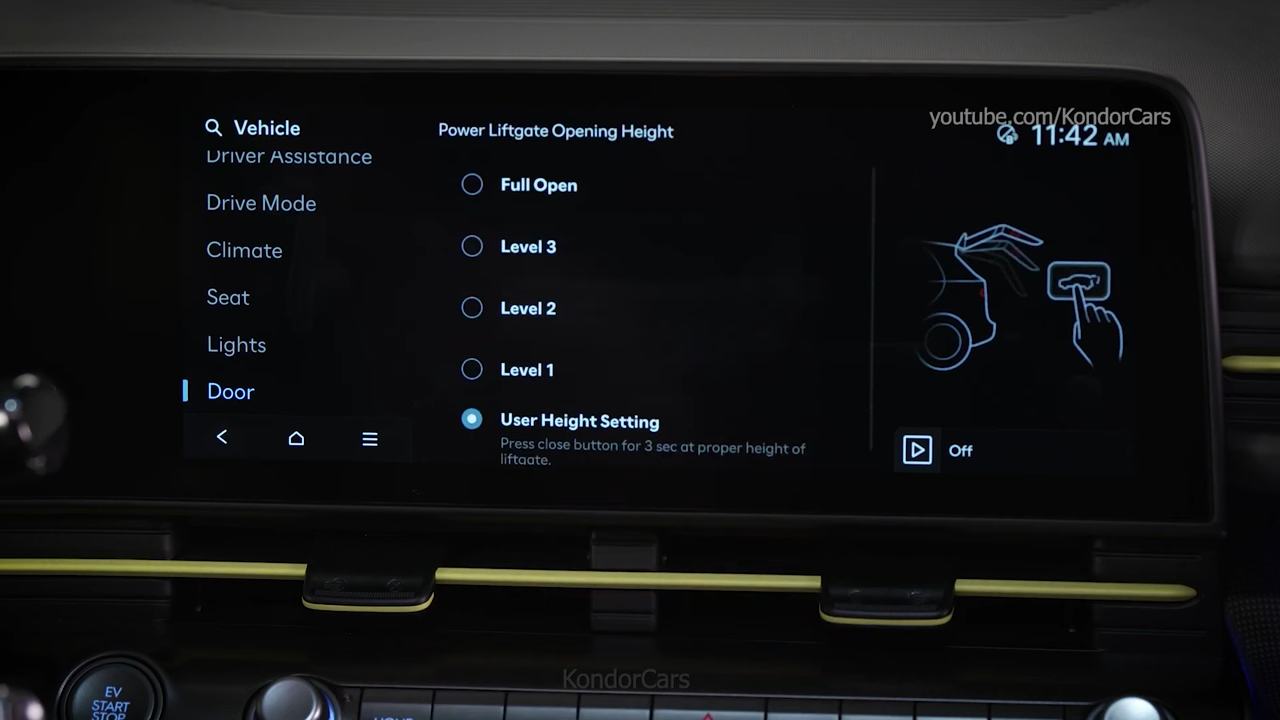 youtube.com/KondorCars
Vehicle
Power Liftgate Opening Height
11:42 AM
Driver Assistance
Drive Mode
Climate
Seat
Lights
Door
Full Open
Level 3
Level 2
Level 1
User Height Setting
Press close button for 3 sec at proper height of
liftgate.
Off
KondorCars
EV
START
STOP